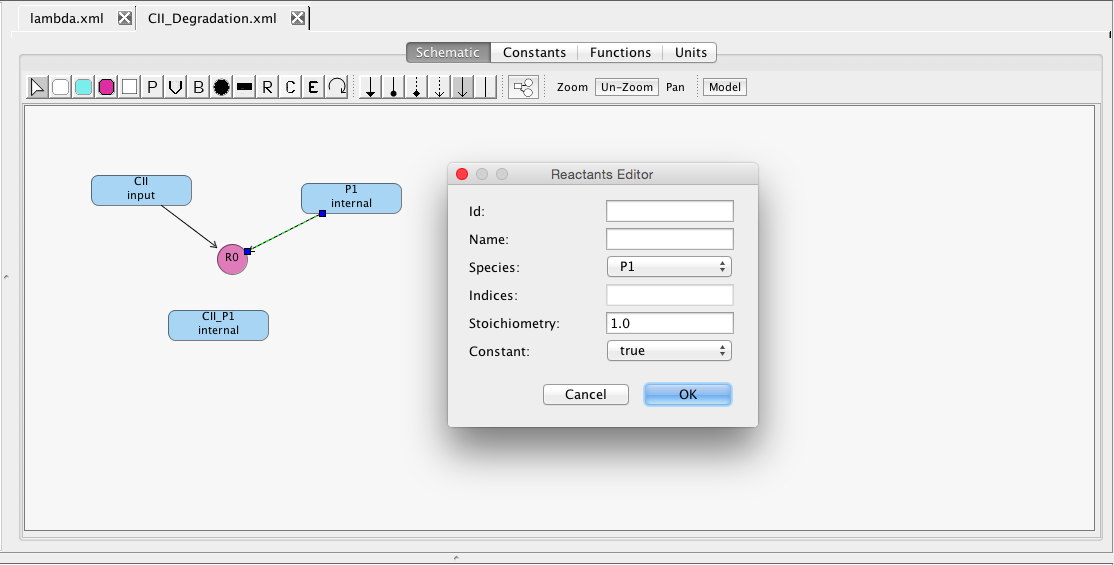 lambda.xml CII_Degradation.xml
Schematic Constants Functions Units
P V B R C E Zoom Un-Zoom Pan Model
CII
input
P1
internal
R0
CII_P1
internal
Reactants Editor
Id:
Name:
Species: P1
Indices:
Stoichiometry: 1.0
Constant: true
Cancel OK